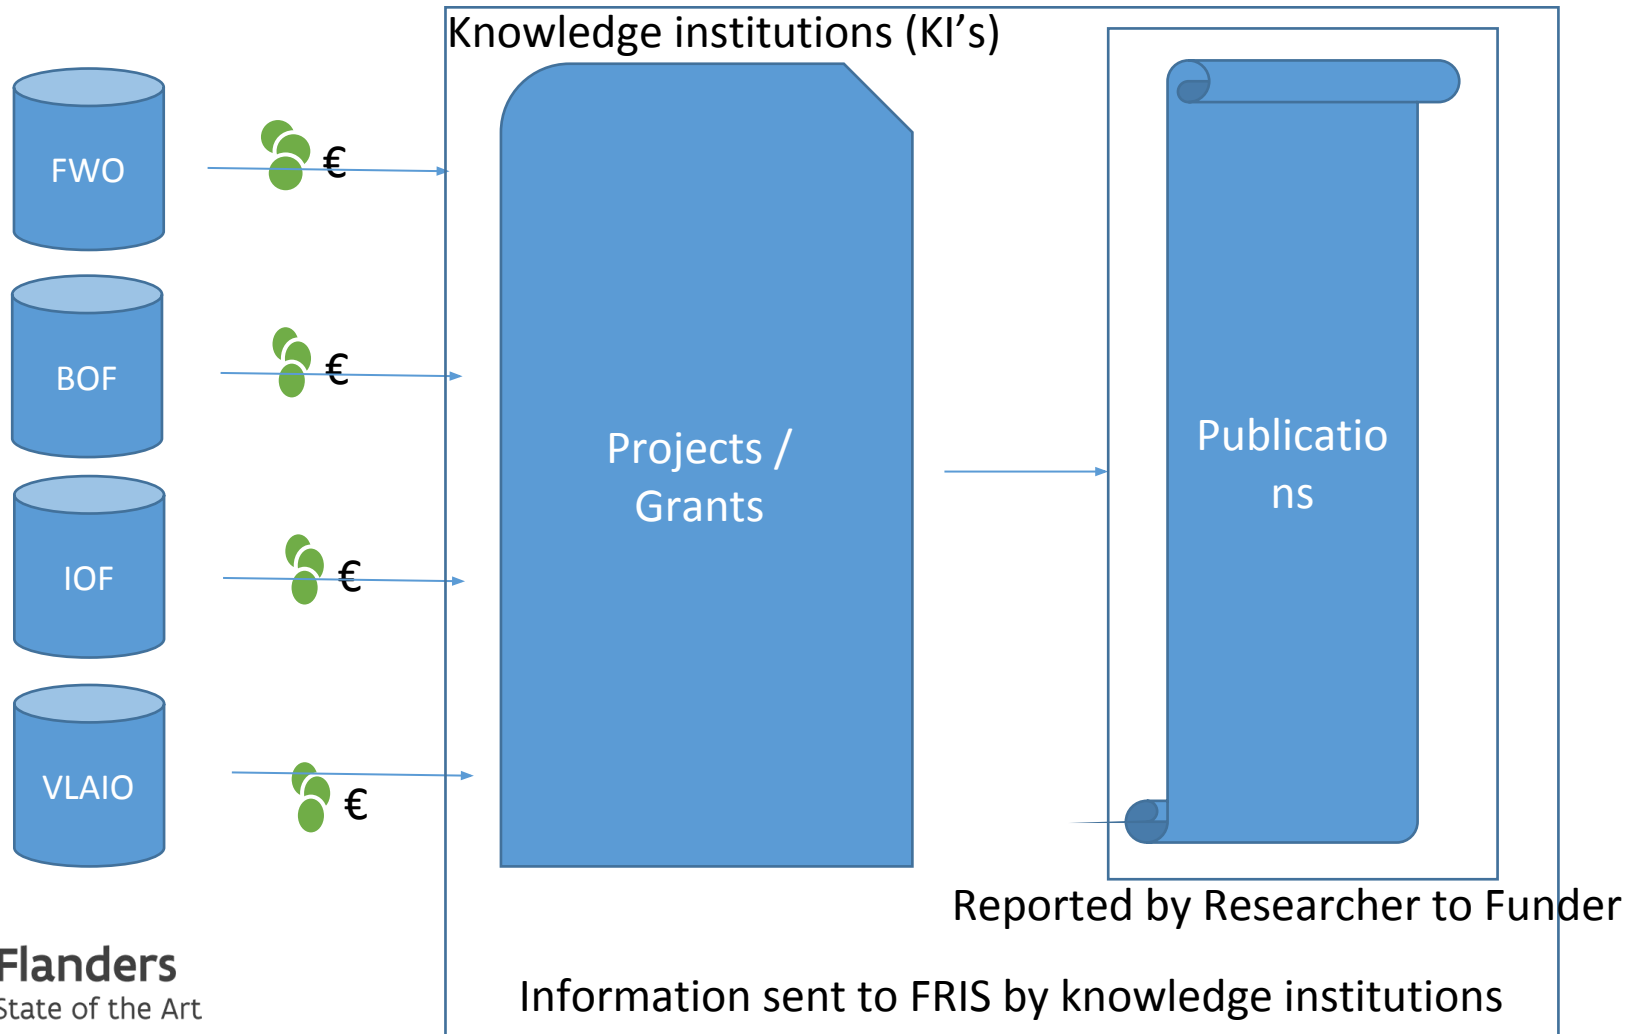 Knowledge institutions (KI's)
FWO
€
BOF
€
IOF
€
VLAIO
€
Projects /
Grants
Publicatio
ns
Reported by Researcher to Funder
Information sent to FRIS by knowledge institutions
Flanders
State of the Art